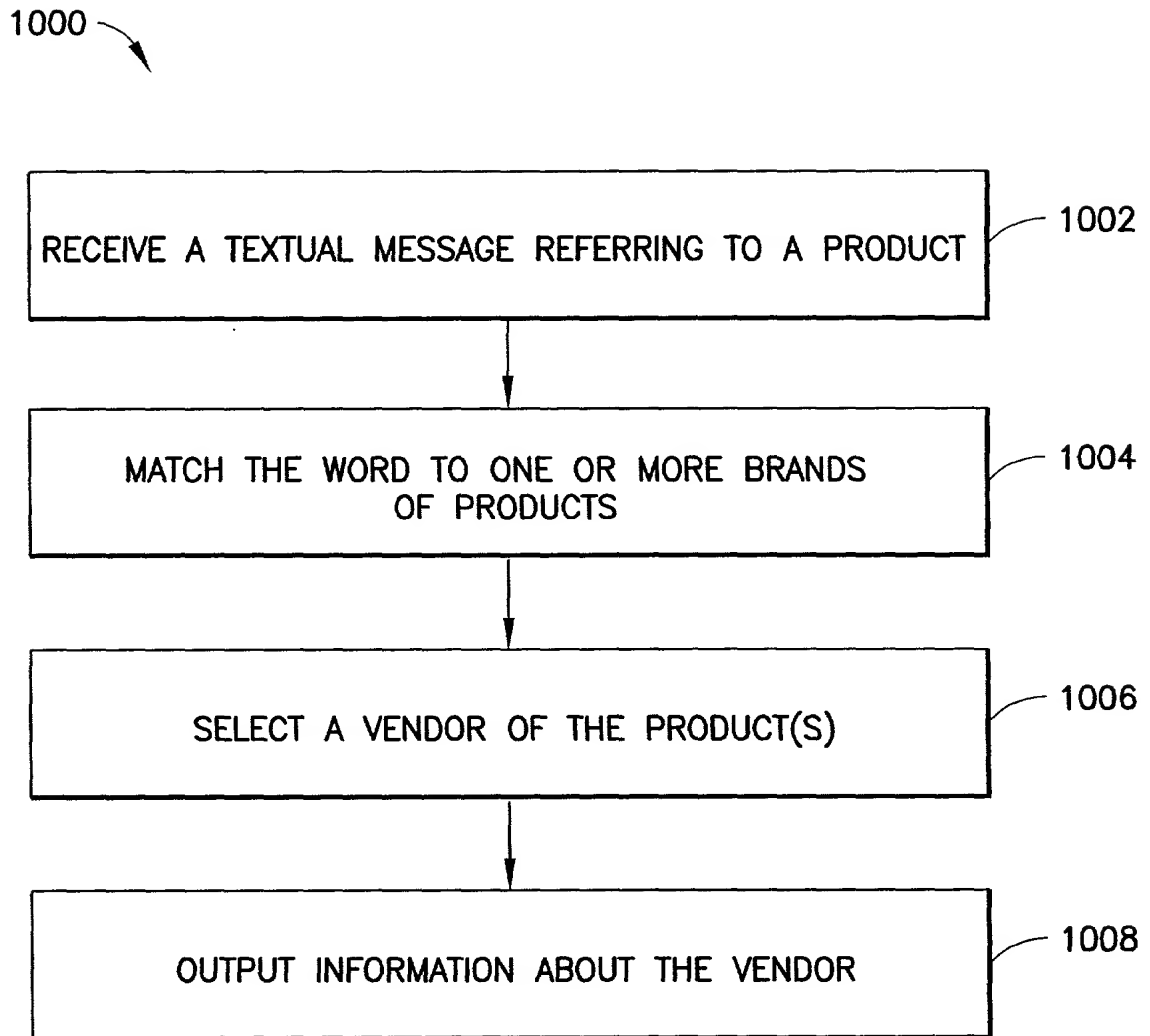 1000
RECEIVE A TEXTUAL MESSAGE REFERRING TO A PRODUCT
1002
MATCH THE WORD TO ONE OR MORE BRANDS
OF PRODUCTS
1004
SELECT A VENDOR OF THE PRODUCT(S)
1006
OUTPUT INFORMATION ABOUT THE VENDOR
1008